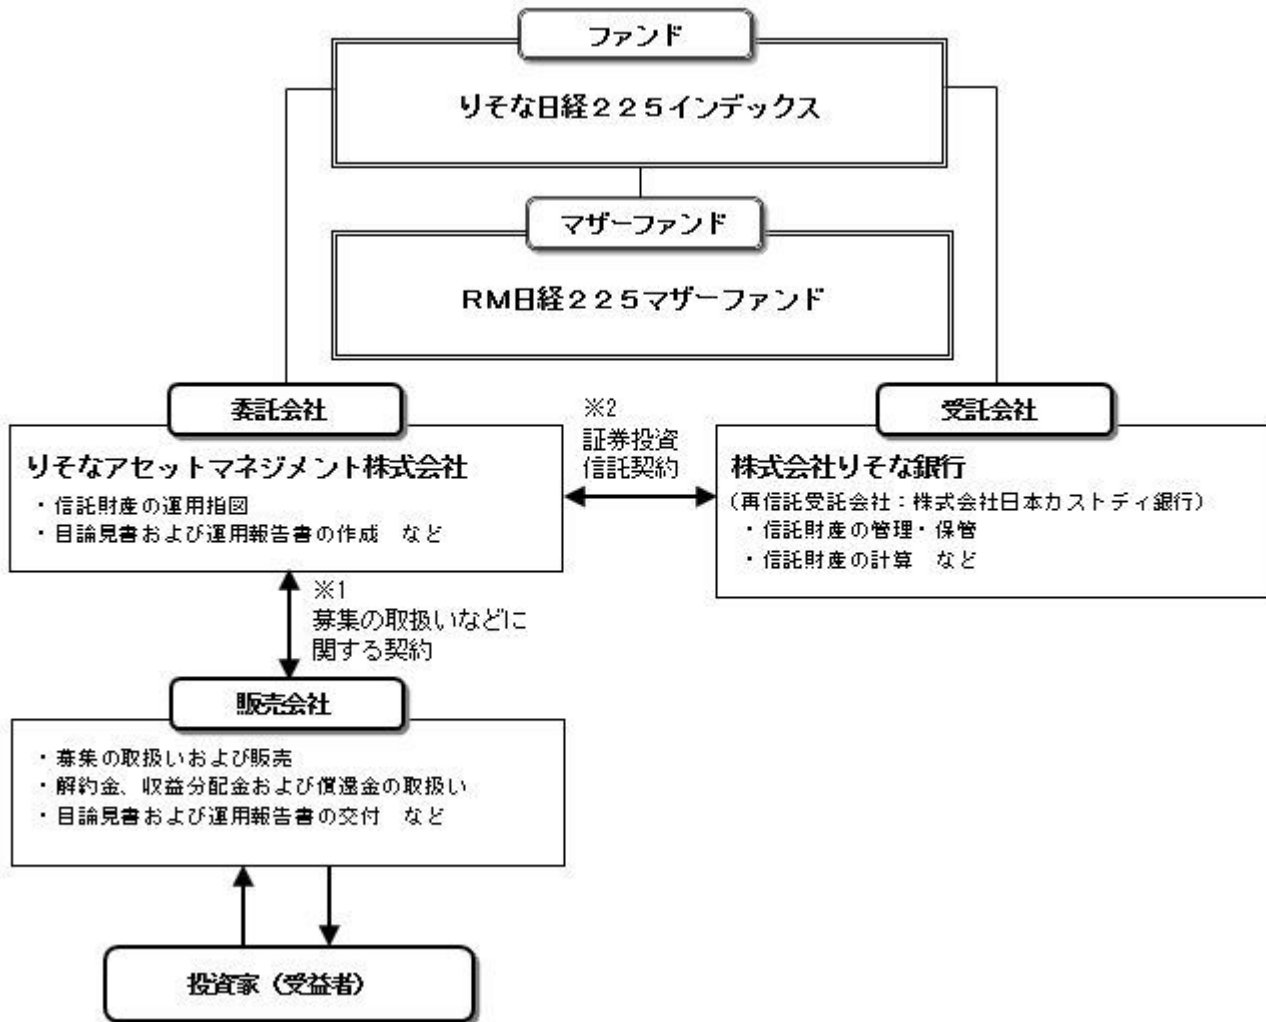 ファンド
りそな日経２２５インデックス
マザーファンド
ＲＭ日経２２５マザーファンド
委託会社
りそなアセットマネジメント株式会社
・信託財産の運用指図
・目論見書および運用報告書の作成　など
※2
証券投資
信託契約
受託会社
株式会社りそな銀行
(再信託受託会社：株式会社日本カストディ銀行)
・信託財産の管理・保管
・信託財産の計算　など
※1
募集の取扱いなどに
関する契約
販売会社
・募集の取扱いおよび販売
・解約金、収益分配金および償還金の取扱い
・目論見書および運用報告書の交付　など
投資家（受益者）